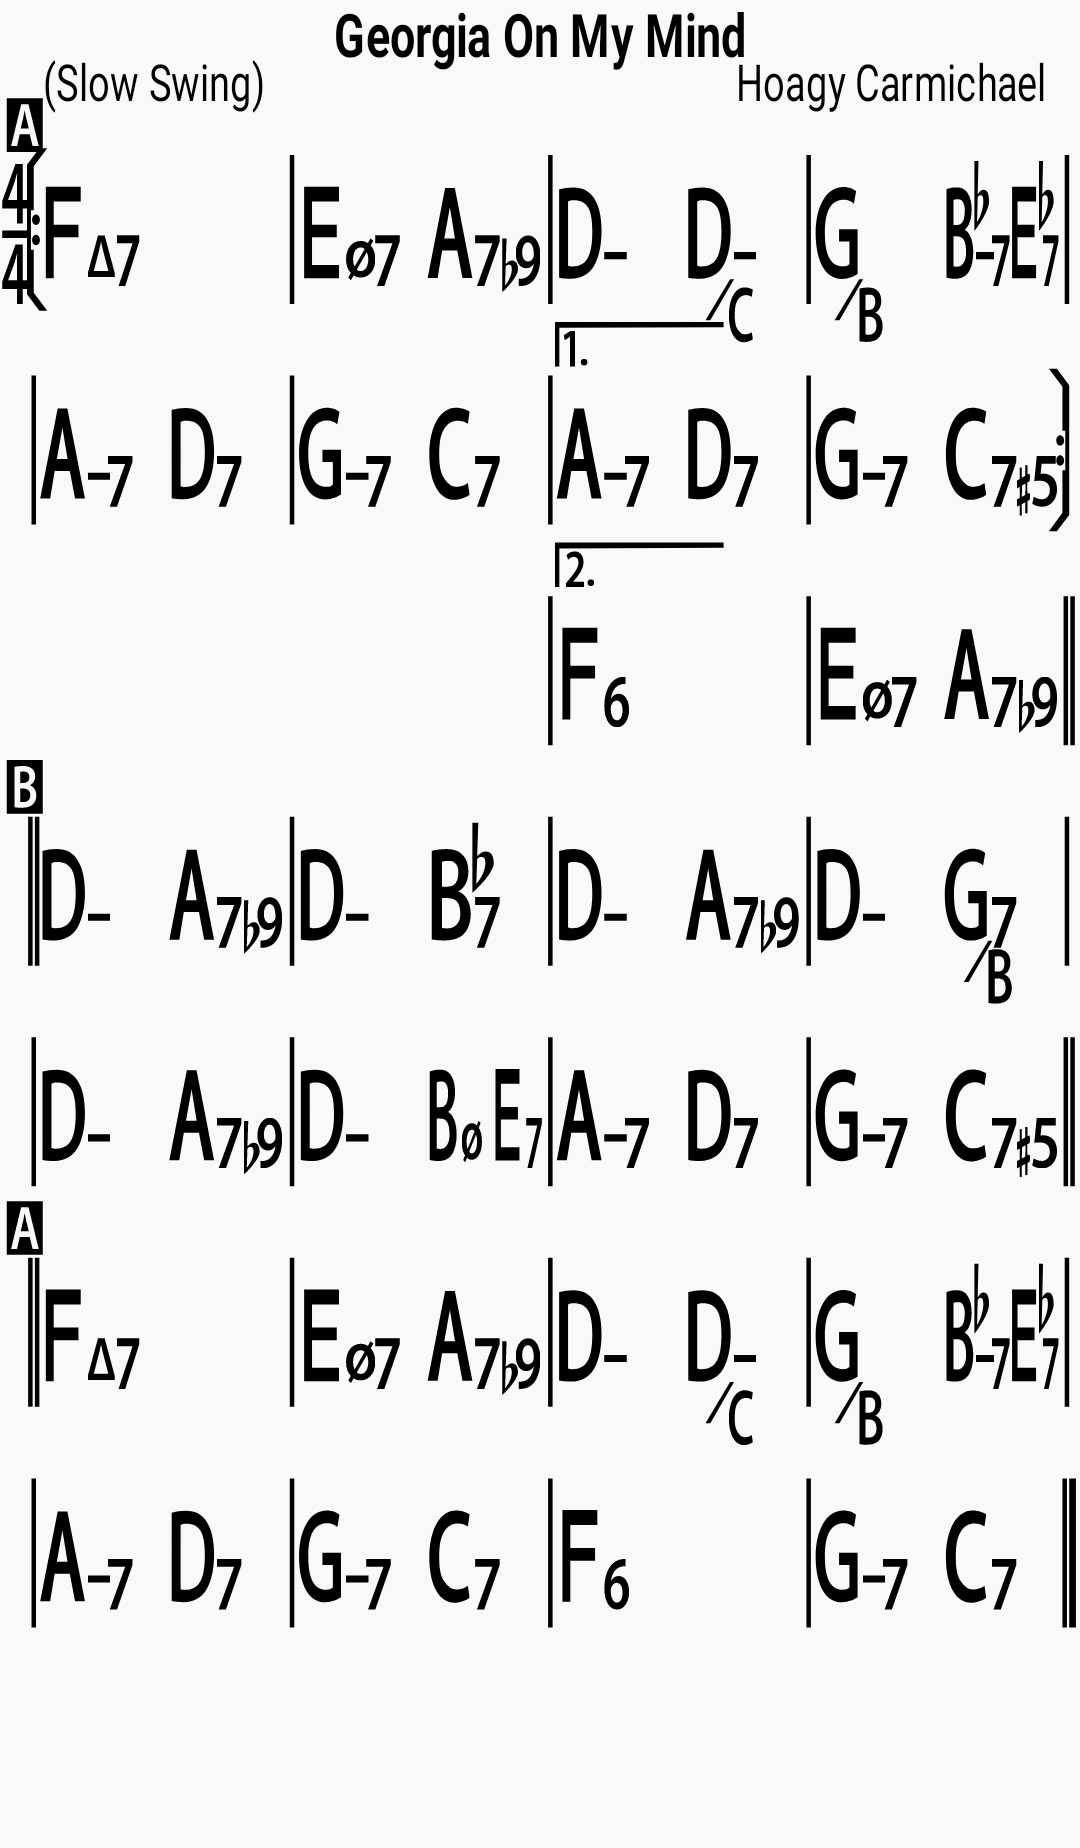 Georgia On My Mind
(Slow Swing) Hoagy Carmichael
A
4/4 FΔ7 Eø7 A7♭9 D– D–/C G/B B♭–7 E♭7
1.
A–7 D7 G–7 C7 A–7 D7 G–7 C7♯5
2.
F6 Eø7 A7♭9
B
D– A7♭9 D– B♭7 D– A7♭9 D– G7/B
D– A7♭9 D– Bø E7 A–7 D7 G–7 C7♯5
A
FΔ7 Eø7 A7♭9 D– D–/C G/B B♭–7 E♭7
A–7 D7 G–7 C7 F6 G–7 C7